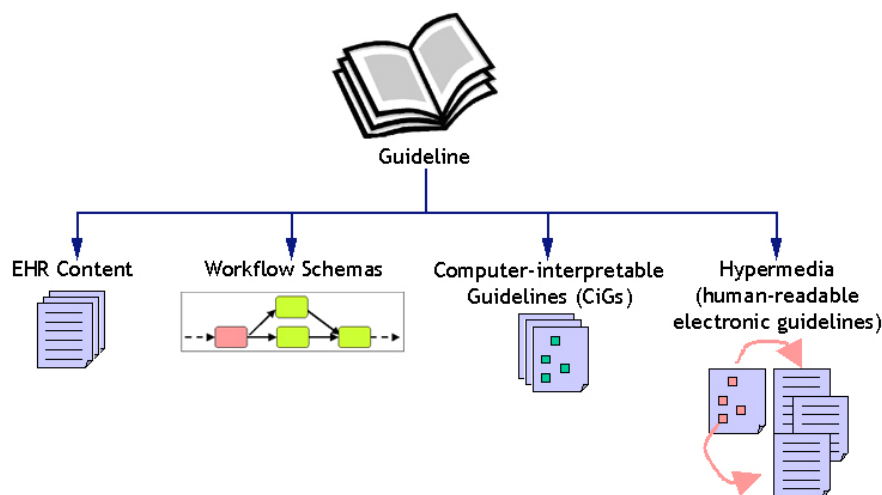 Guideline
EHR Content
Workflow Schemas
Computer-interpretable
Guidelines (CiGs)
Hypermedia
(human-readable
electronic guidelines)